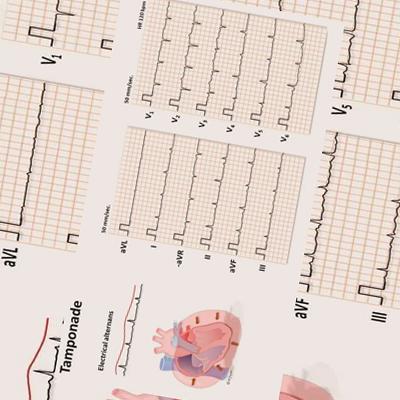 V1
HR 220 bpm
50 mm/sec.
V1
V2
V3
V4
V5
V6
V5
aVL
50 mm/sec.
aVL
I
-aVR
II
aVF
III
aVF
III
Tamponade
Electrical alternans